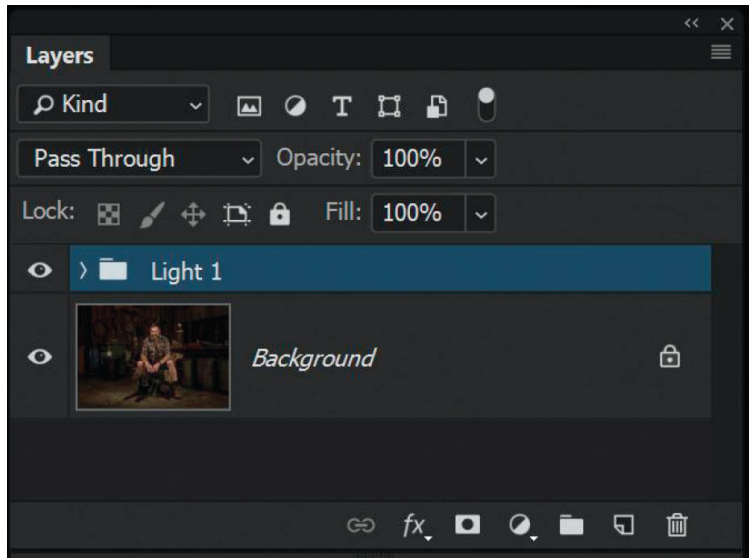 Layers
Kind
T
Pass Through Opacity: 100%
Lock: Fill: 100%
Light 1
Background
fx